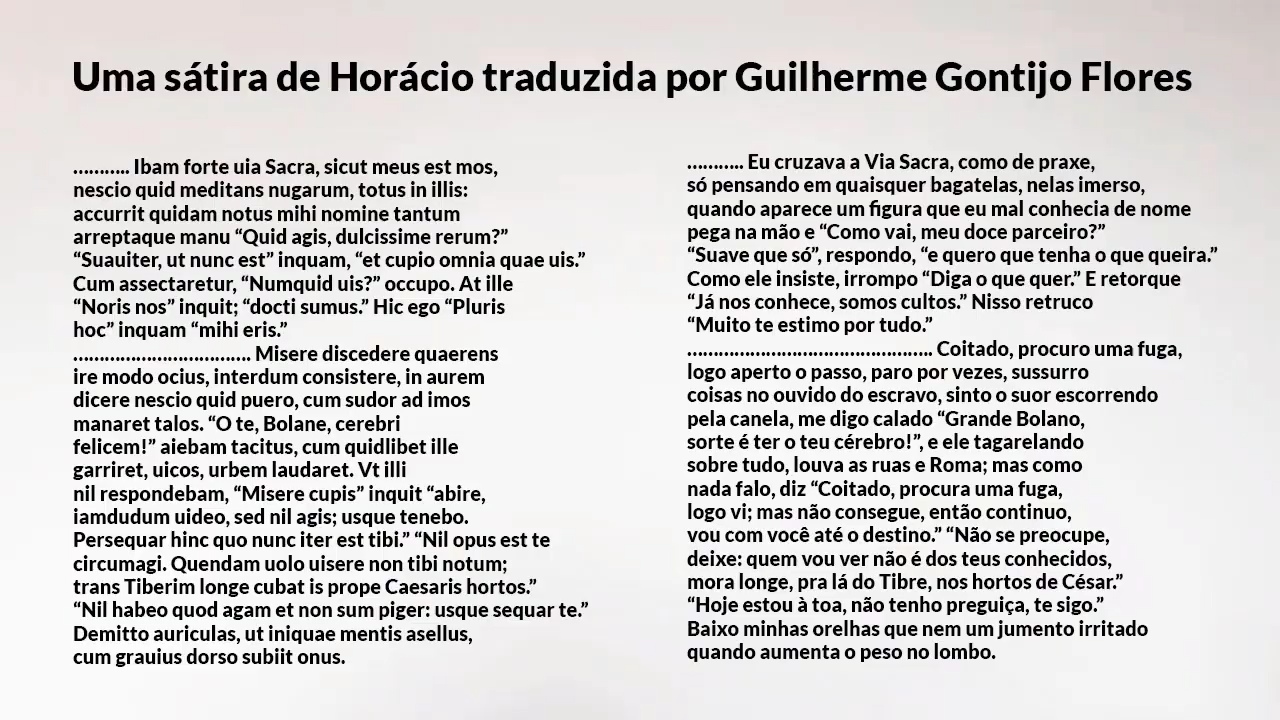 Uma sátira de Horácio traduzida por Guilherme Gontijo Flores
……….. Ibam forte uia Sacra, sicut meus est mos,
nescio quid meditans nugarum, totus in illis:
accurrit quidam notus mihi nomine tantum
arreptaque manu “Quid agis, dulcissime rerum?”
“Suauiter, ut nunc est” inquam, “et cupio omnia quae uis.”
Cum assectaretur, “Numquid uis?” occupo. At ille
“Noris nos” inquit; “docti sumus.” Hic ego “Pluris
hoc” inquam “mihi eris.”
……………………………. Misere discedere quaerens
ire modo ocius, interdum consistere, in aurem
dicere nescio quid puero, cum sudor ad imos
manaret talos. “O te, Bolane, cerebri
felicem!” aiebam tacitus, cum quidlibet ille
garriret, uicos, urbem laudaret. Vt illi
nil respondebam, “Misere cupis” inquit “abire,
iamdudum uideo, sed nil agis; usque tenebo.
Persequar hinc quo nunc iter est tibi.” “Nil opus est te
circumagi. Quendam uolo uisere non tibi notum;
trans Tiberim longe cubat is prope Caesaris hortos.”
“Nil habeo quod agam et non sum piger: usque sequar te.”
Demitto auriculas, ut iniquae mentis asellus,
cum grauius dorso subiit onus.
……….. Eu cruzava a Via Sacra, como de praxe,
só pensando em quaisquer bagatelas, nelas imerso,
quando aparece um figura que eu mal conhecia de nome
pega na mão e “Como vai, meu doce parceiro?”
“Suave que só”, respondo, “e quero que tenha o que queira.”
Como ele insiste, irrompo “Diga o que quer.” E retorque
“Já nos conhece, somos cultos.” Nisso retruco
“Muito te estimo por tudo.”
……………………………………….. Coitado, procuro uma fuga,
logo aperto o passo, paro por vezes, sussurro
coisas no ouvido do escravo, sinto o suor escorrendo
pela canela, me digo calado “Grande Bolano,
sorte é ter o teu cérebro!”, e ele tagarelando
sobre tudo, louva as ruas e Roma; mas como
nada falo, diz “Coitado, procura uma fuga,
logo vi; mas não consegue, então continuo,
vou com você até o destino.” “Não se preocupe,
deixe: quem vou ver não é dos teus conhecidos,
mora longe, pra lá do Tibre, nos hortos de César.”
“Hoje estou à toa, não tenho preguiça, te sigo.”
Baixo minhas orelhas que nem um jumento irritado
quando aumenta o peso no lombo.